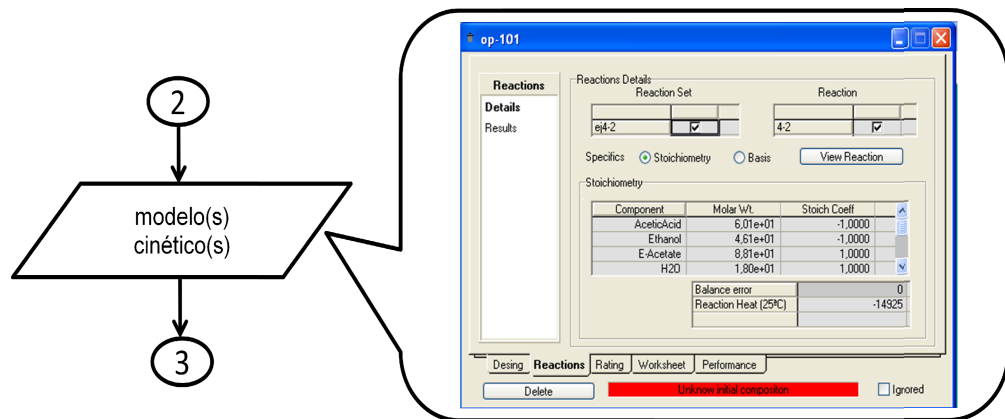 2
modelo(s)
cinético(s)
3
op-101
Reactions
Details
Results
Reactions Details
Reaction Set
Reaction
ej4-2
4-2
Specifics Stoichiometry Basis View Reaction
Stoichiometry
Component Molar Wt. Stoich Coeff
AceticAcid 6,01e+01 -1,0000
Ethanol 4,61e+01 -1,0000
E-Acetate 8,81e+01 1,0000
H2O 1,80e+01 1,0000
Balance error 0
Reaction Heat (25ºC) -14925
Desing Reactions Rating Worksheet Performance
Delete Unknow initial compositon Ignored